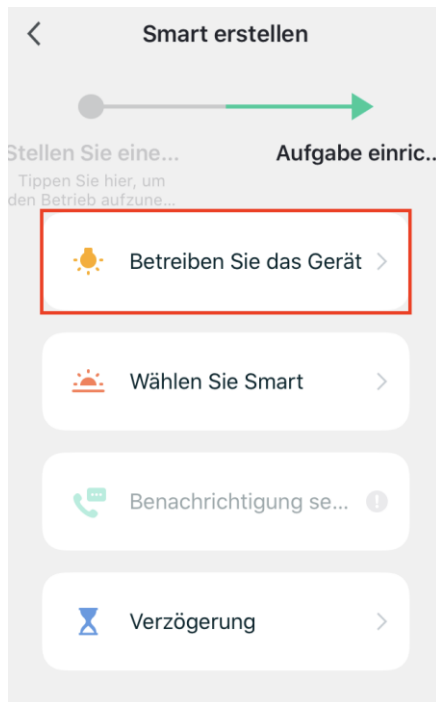 Smart erstellen
Stellen Sie eine...
Aufgabe einric..
Tippen Sie hier, um
den Betrieb aufzune...
Betreiben Sie das Gerät
Wählen Sie Smart
Benachrichtigung se...
Verzögerung